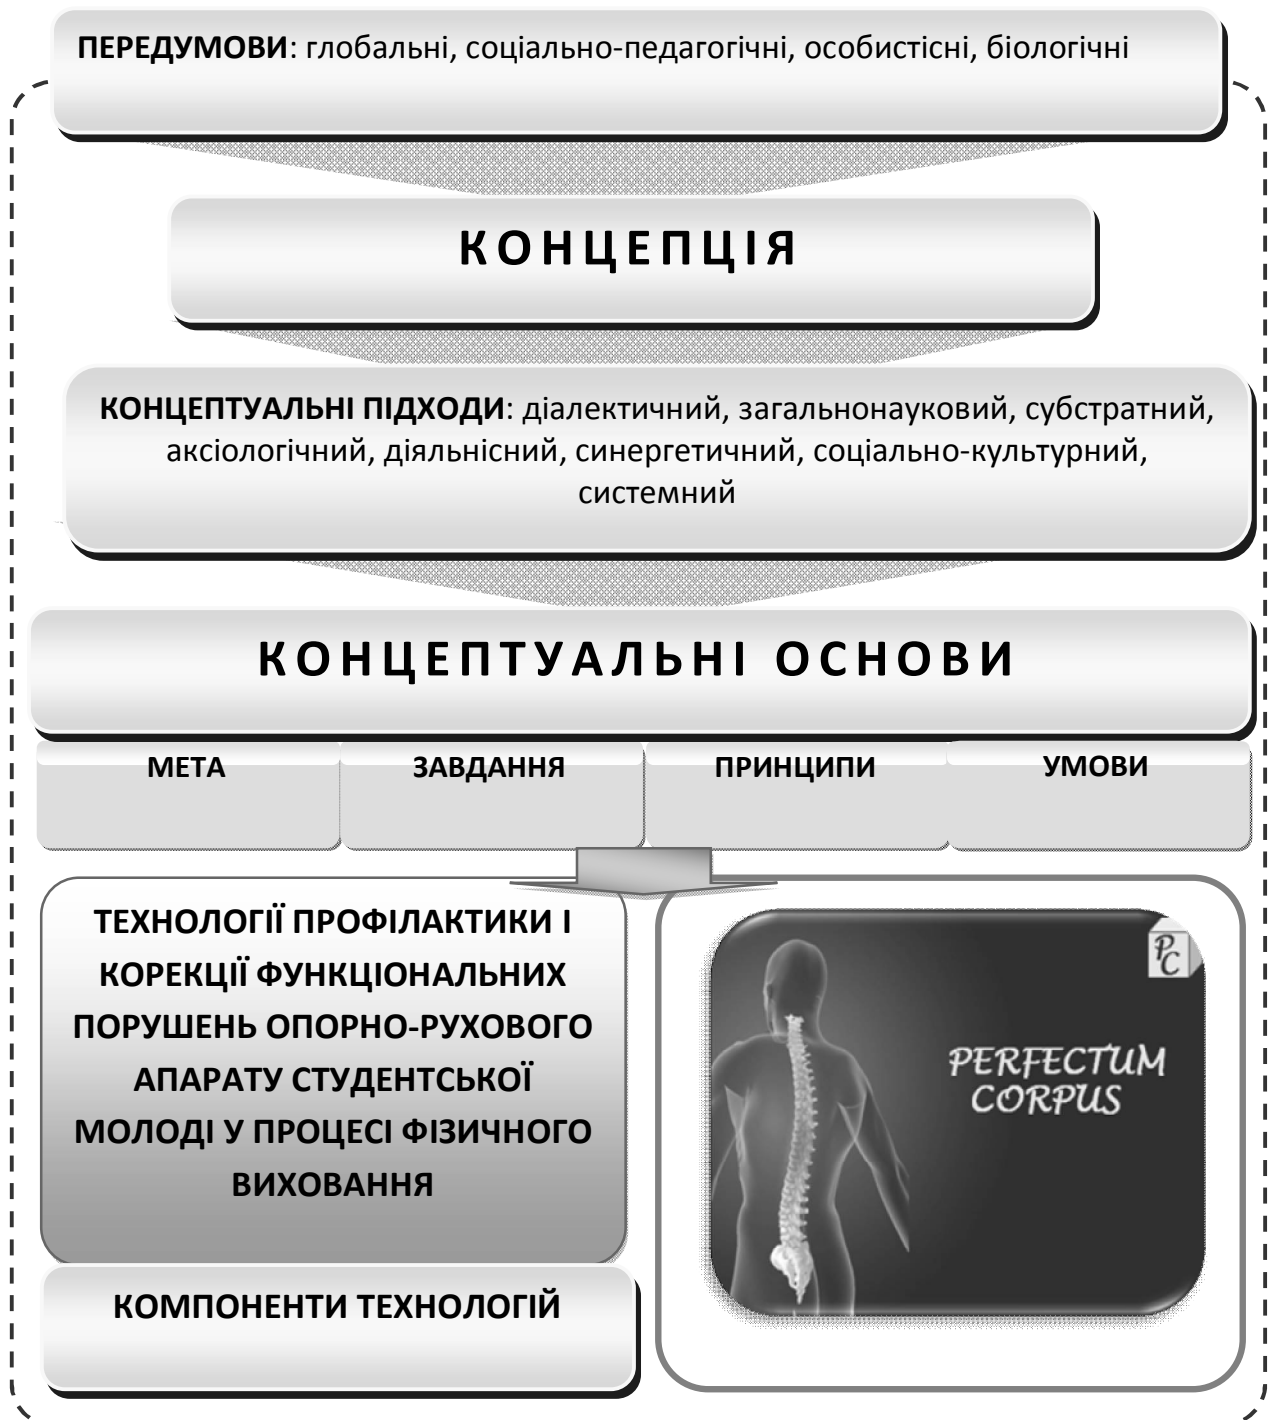 ПЕРЕДУМОВИ: глобальні, соціально-педагогічні, особистісні, біологічні
КОНЦЕПЦІЯ
КОНЦЕПТУАЛЬНІ ПІДХОДИ: діалектичний, загальнонауковий, субстратний,
аксіологічний, діяльнісний, синергетичний, соціально-культурний,
системний
КОНЦЕПТУАЛЬНІ ОСНОВИ
МЕТА
ЗАВДАННЯ
ПРИНЦИПИ
УМОВИ
ТЕХНОЛОГІЇ ПРОФІЛАКТИКИ І
КОРЕКЦІЇ ФУНКЦІОНАЛЬНИХ
ПОРУШЕНЬ ОПОРНО-РУХОВОГО
АПАРАТУ СТУДЕНТСЬКОЇ
МОЛОДІ У ПРОЦЕСІ ФІЗИЧНОГО
ВИХОВАННЯ
PC
PERFECTUM
CORPUS
КОМПОНЕНТИ ТЕХНОЛОГІЙ